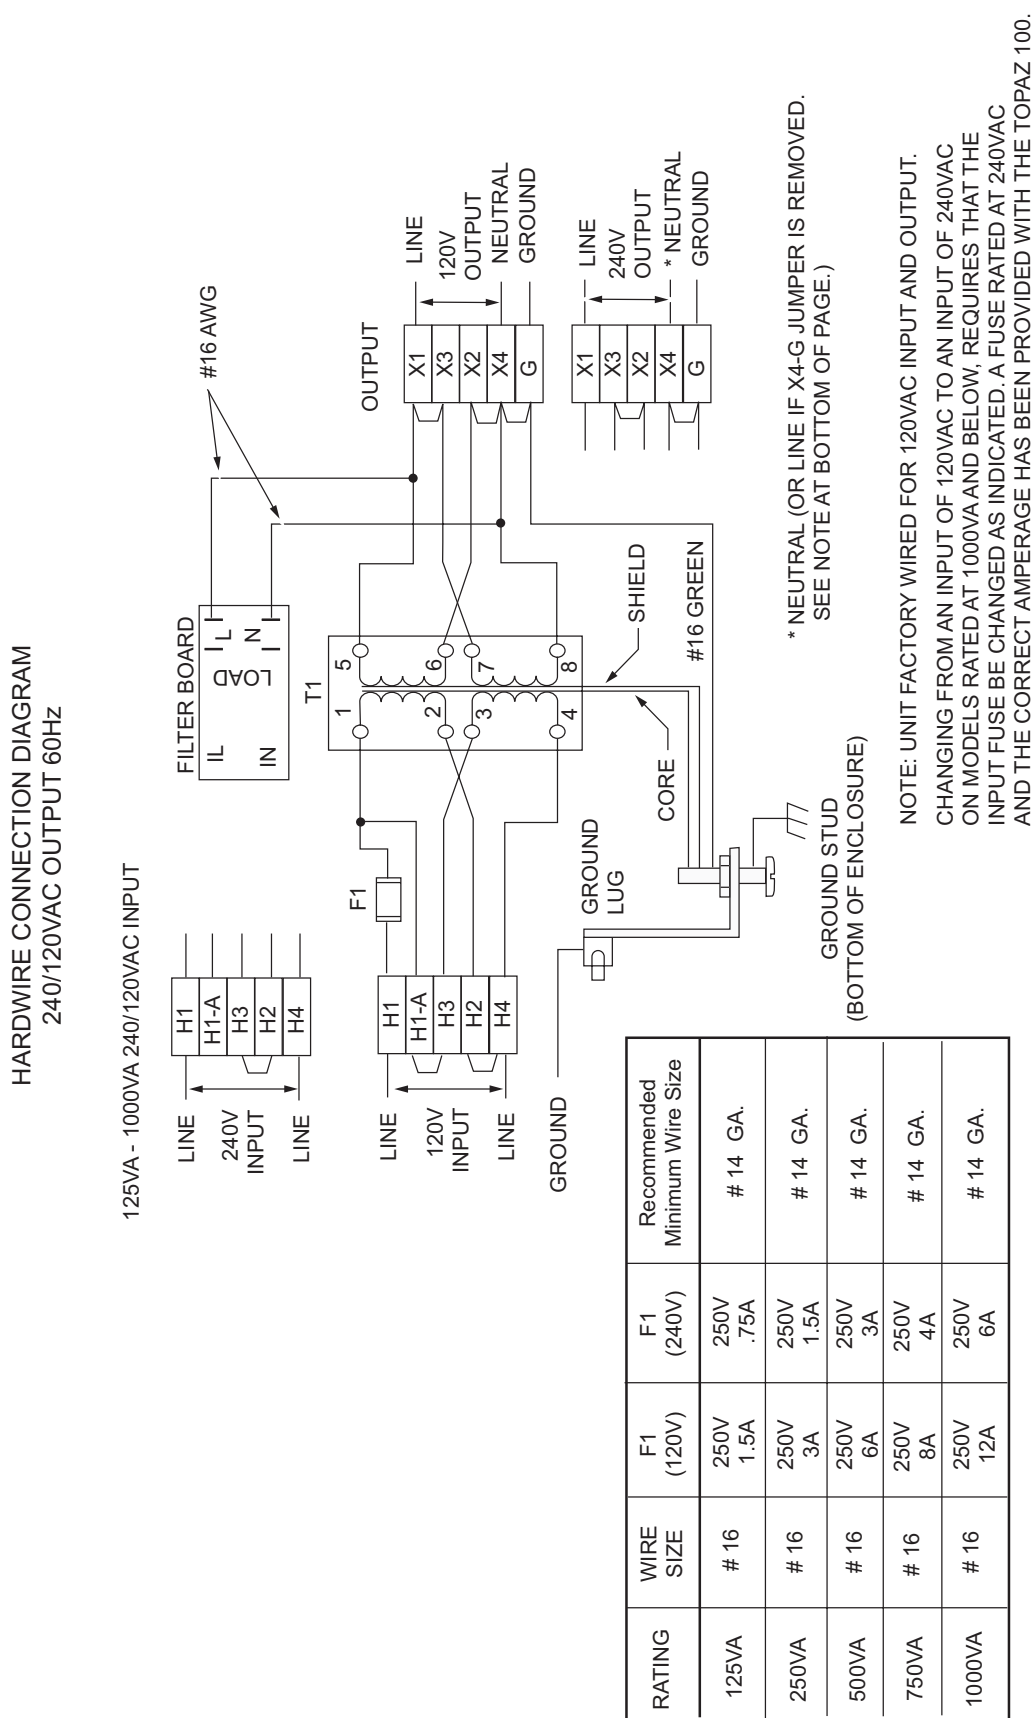 HARDWIRE CONNECTION DIAGRAM
240/120VAC OUTPUT 60Hz
125VA - 1000VA 240/120VAC INPUT
LINE
240V
INPUT
LINE
H1
H1-A
H3
H2
H4
FILTER BOARD
IL
IN
LOAD
L
N
#16 AWG
LINE
120V
INPUT
LINE
H1
H1-A
H3
H2
H4
F1
T1
1
2
3
4
5
6
7
8
OUTPUT
X1
X3
X2
X4
G
LINE
120V
OUTPUT
NEUTRAL
GROUND
X1
X3
X2
X4
G
LINE
240V
OUTPUT
* NEUTRAL
GROUND
GROUND
GROUND
LUG
CORE
SHIELD
#16 GREEN
GROUND STUD
(BOTTOM OF ENCLOSURE)
* NEUTRAL (OR LINE IF X4-G JUMPER IS REMOVED.
SEE NOTE AT BOTTOM OF PAGE.)
NOTE: UNIT FACTORY WIRED FOR 120VAC INPUT AND OUTPUT.
CHANGING FROM AN INPUT OF 120VAC TO AN INPUT OF 240VAC
ON MODELS RATED AT 1000VA AND BELOW, REQUIRES THAT THE
INPUT FUSE BE CHANGED AS INDICATED. A FUSE RATED AT 240VAC
AND THE CORRECT AMPERAGE HAS BEEN PROVIDED WITH THE TOPAZ 100.
RATING WIRE SIZE F1 (120V) F1 (240V) Recommended Minimum Wire Size
125VA # 16 250V 1.5A 250V .75A # 14 GA.
250VA # 16 250V 3A 250V 1.5A # 14 GA.
500VA # 16 250V 6A 250V 3A # 14 GA.
750VA # 16 250V 8A 250V 4A # 14 GA.
1000VA # 16 250V 12A 250V 6A # 14 GA.